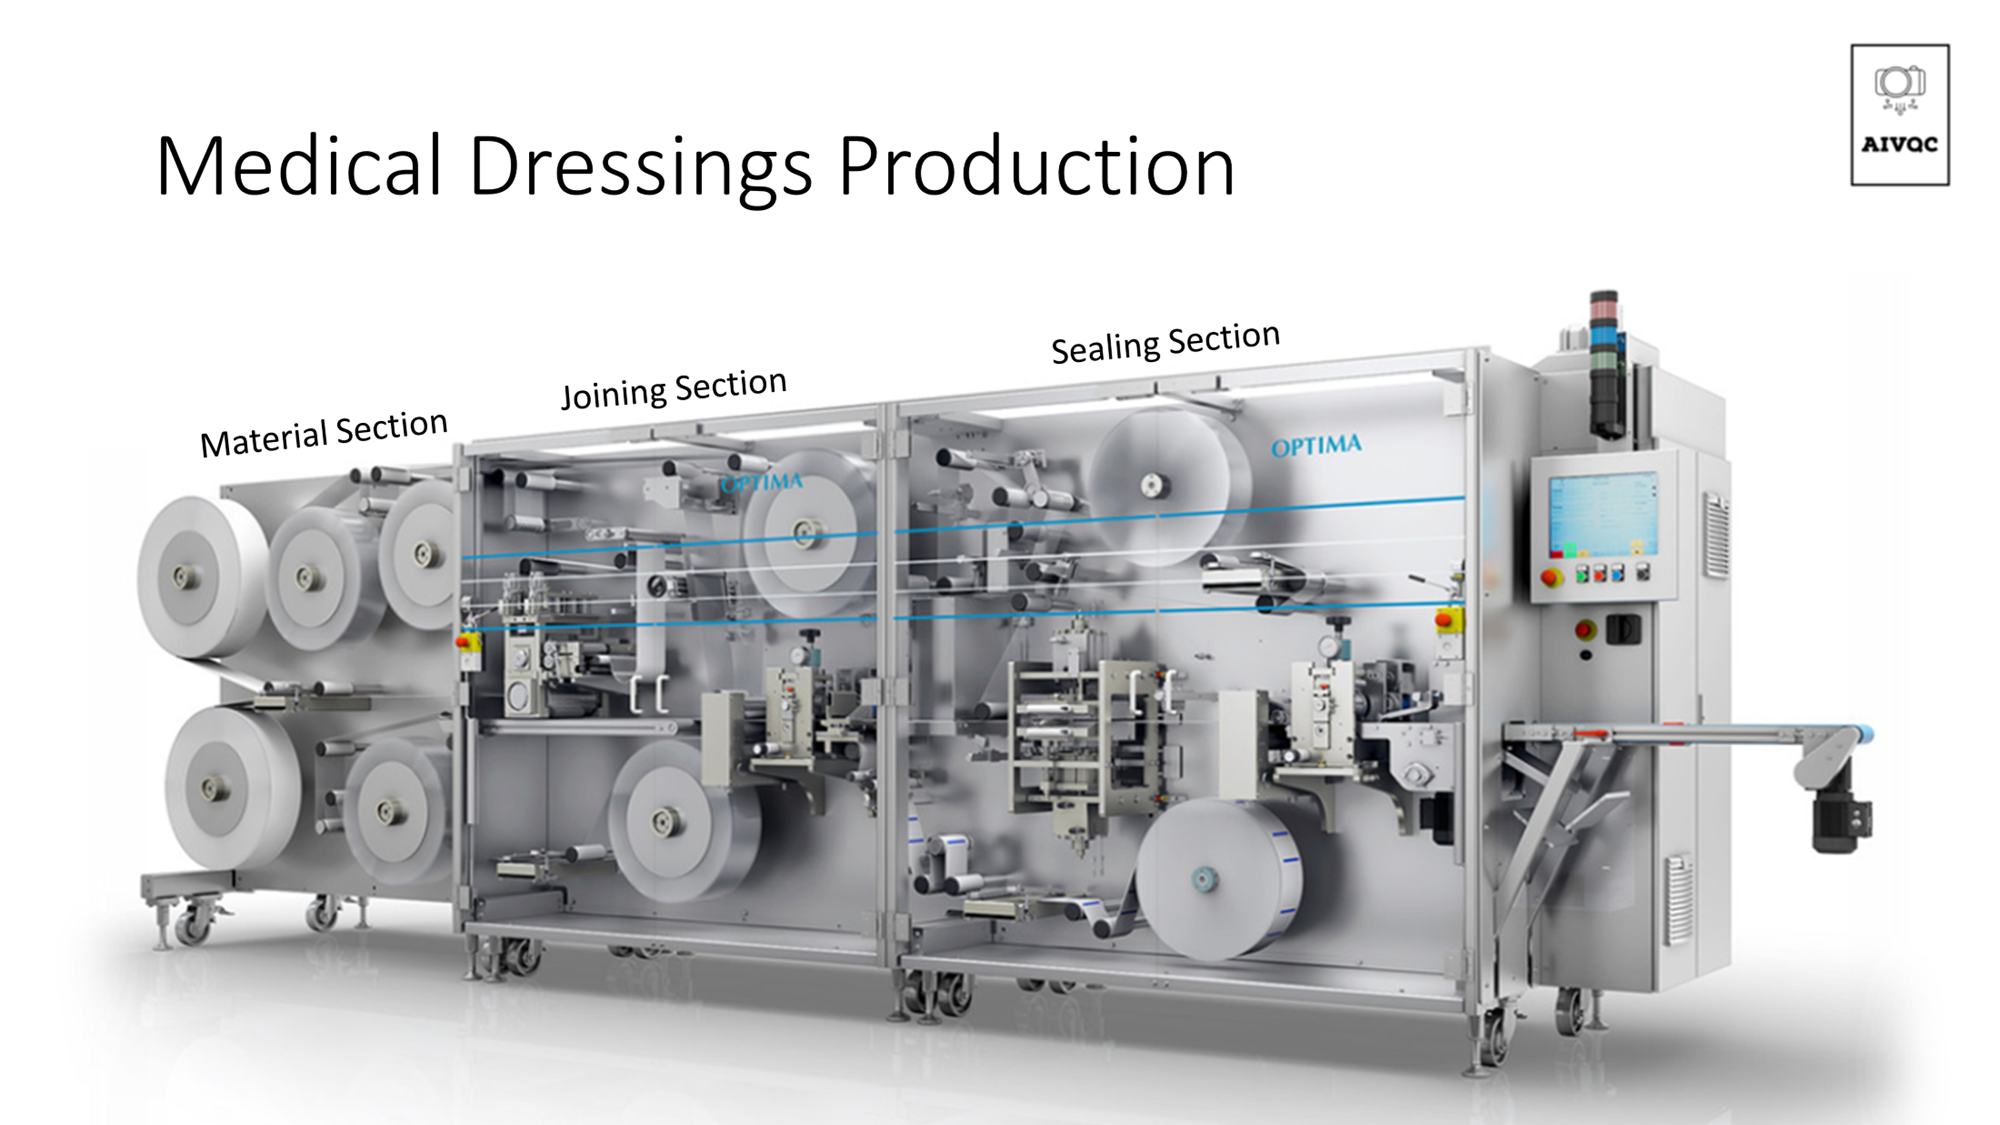 AIVQC
Medical Dressings Production
Sealing Section
Joining Section
Material Section
OPTIMA
OPTIMA